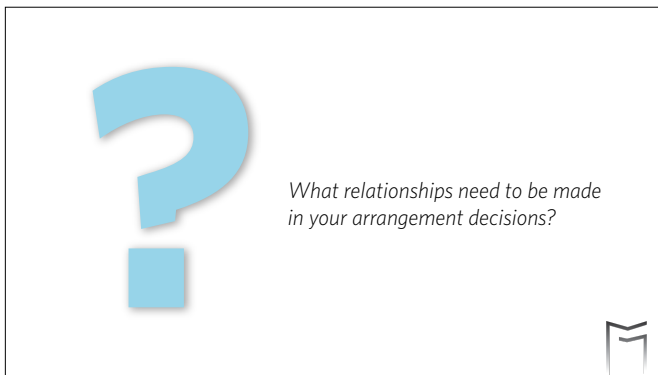 ?
What relationships need to be made
in your arrangement decisions?